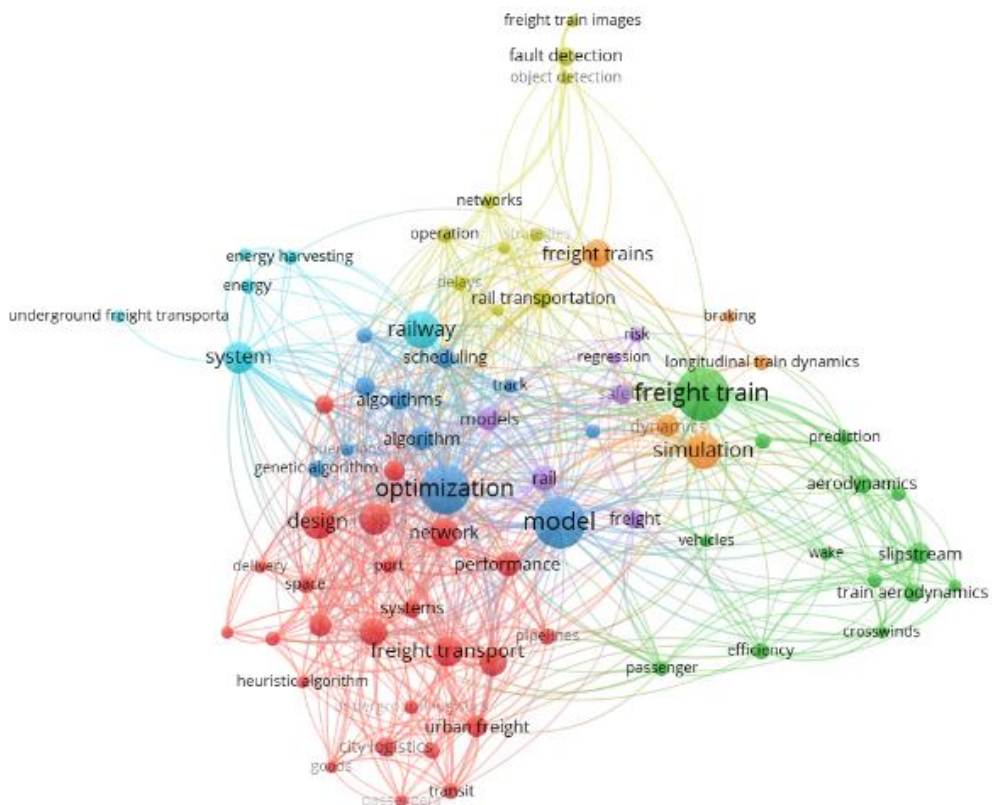 freight train images
fault detection
object detection
networks
operation
strategies
freight trains
energy harvesting
energy
delays
rail transportation
underground freight transporta
railway
braking
risk
system
scheduling
regression
longitudinal train dynamics
track
freight train
algorithms
models
dynamics
algorithm
prediction
simulation
genetic algorithm
rail
aerodynamics
optimization
design
network
model
freight
vehicles
wake
slipstream
delivery
port
performance
space
train aerodynamics
systems
crosswinds
pipelines
freight transport
efficiency
passenger
heuristic algorithm
urban freight
city logistics
goods
transit
passengers